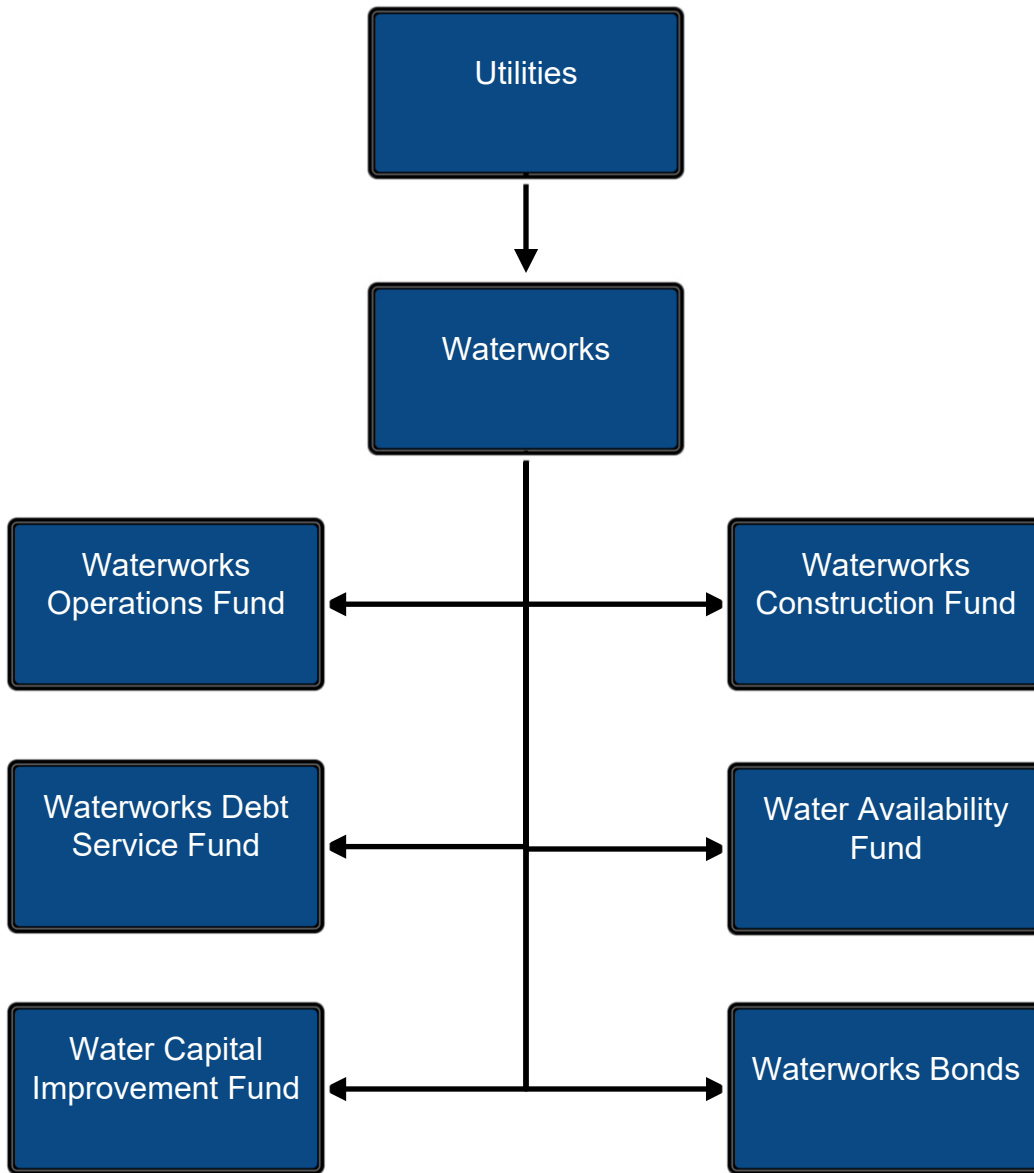 Utilities
Waterworks
Waterworks
Operations Fund
Waterworks
Construction Fund
Waterworks Debt
Service Fund
Water Availability
Fund
Water Capital
Improvement Fund
Waterworks Bonds